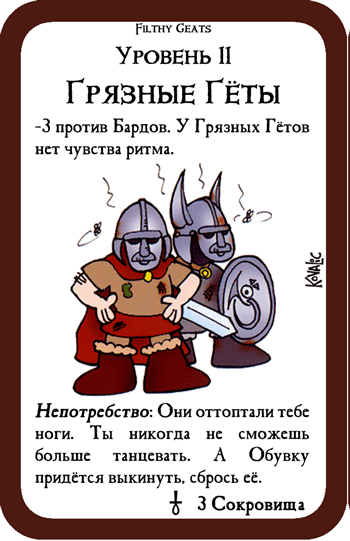 Filthy Geats
Уровень 11
Грязные Гёты
-3 против Бардов. У Грязных Гётов
нет чувства ритма.
Kovalic
Непотребство: Они оттоптали тебе
ноги. Ты никогда не сможешь
больше танцевать. А Обувку
придётся выкинуть, сбрось её.
3 Сокровища